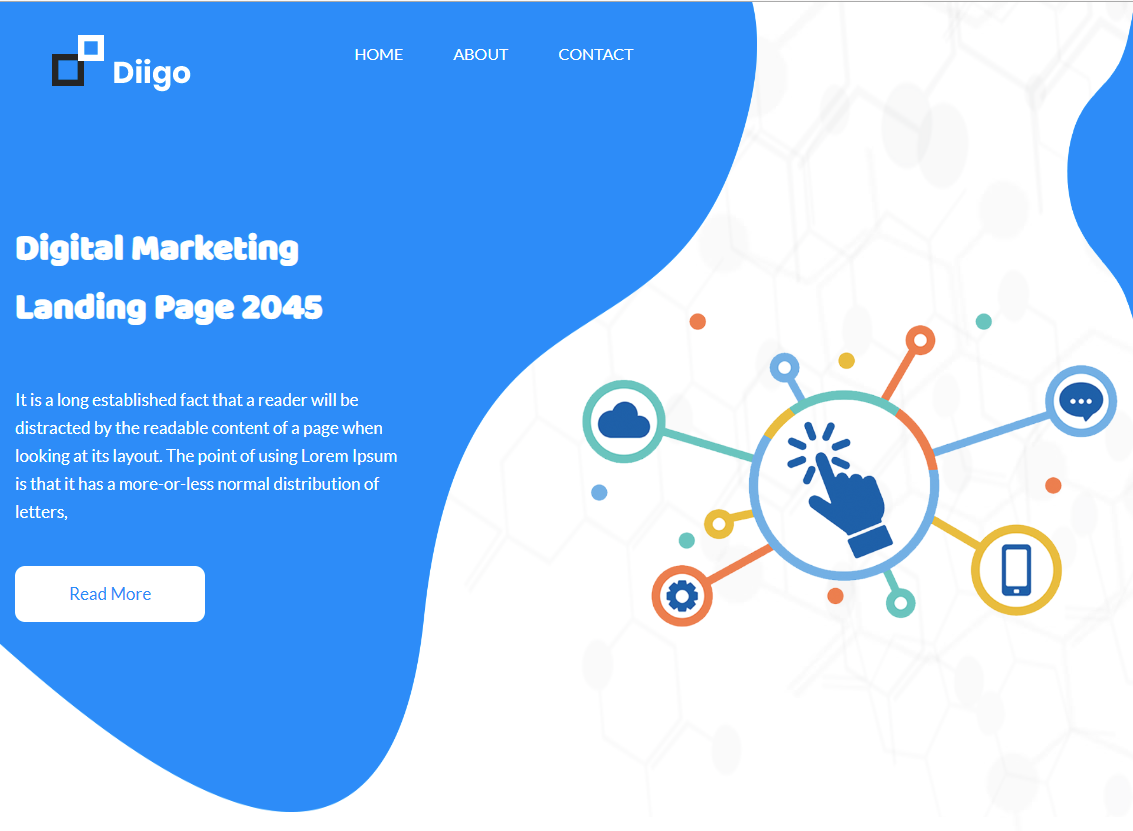 Diigo
HOME
ABOUT
CONTACT
Digital Marketing
Landing Page 2045
It is a long established fact that a reader will be
distracted by the readable content of a page when
looking at its layout. The point of using Lorem Ipsum
is that it has a more-or-less normal distribution of
letters,
Read More